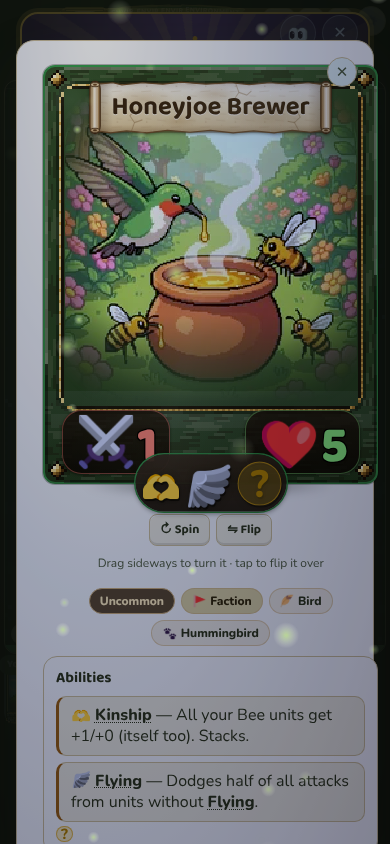 Honeyjoe Brewer
1
5
?
Spin
Flip
Drag sideways to turn it · tap to flip it over
Uncommon
Faction
Bird
Hummingbird
Abilities
Kinship — All your Bee units get
+1/+0 (itself too). Stacks.
Flying — Dodges half of all attacks
from units without Flying.
?